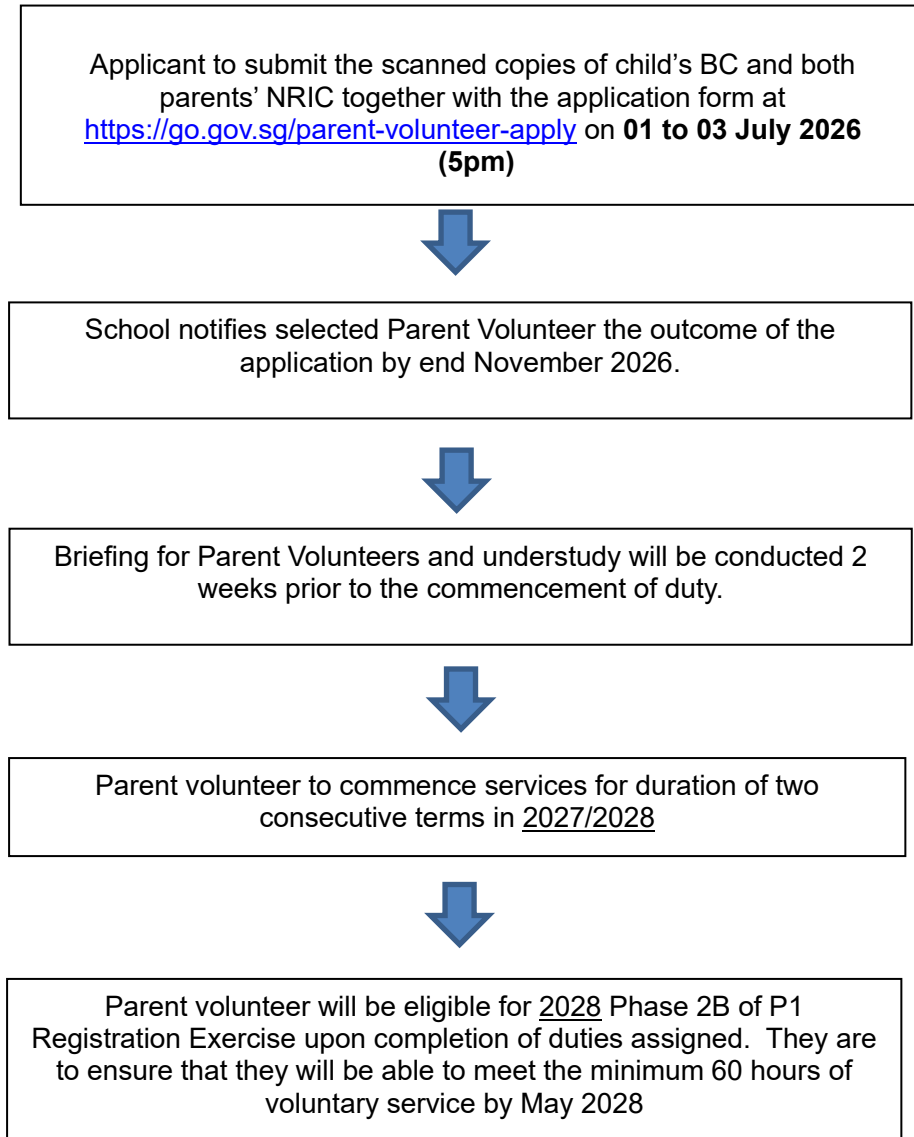 Applicant to submit the scanned copies of child's BC and both
parents' NRIC together with the application form at
https://go.gov.sg/parent-volunteer-apply on 01 to 03 July 2026
(5pm)
School notifies selected Parent Volunteer the outcome of the
application by end November 2026.
Briefing for Parent Volunteers and understudy will be conducted 2
weeks prior to the commencement of duty.
Parent volunteer to commence services for duration of two
consecutive terms in 2027/2028
Parent volunteer will be eligible for 2028 Phase 2B of P1
Registration Exercise upon completion of duties assigned.  They are
to ensure that they will be able to meet the minimum 60 hours of
voluntary service by May 2028